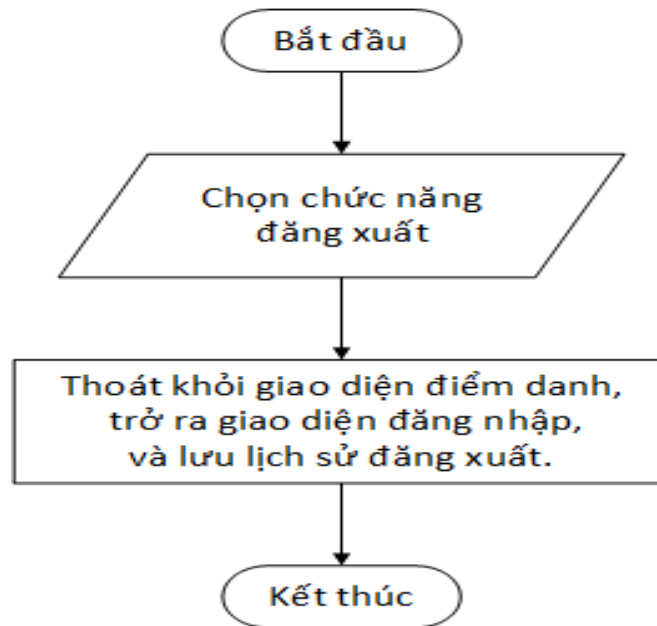 Bắt đầu
Chọn chức năng
đăng xuất
Thoát khỏi giao diện điểm danh,
trở ra giao diện đăng nhập,
và lưu lịch sử đăng xuất.
Kết thúc